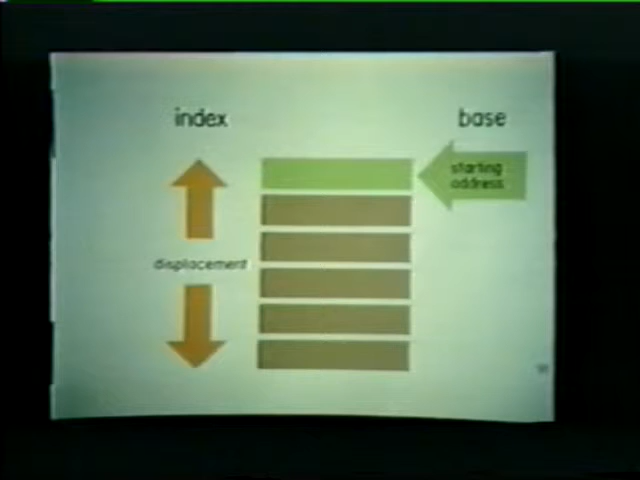 index
base
starting
address
displacement